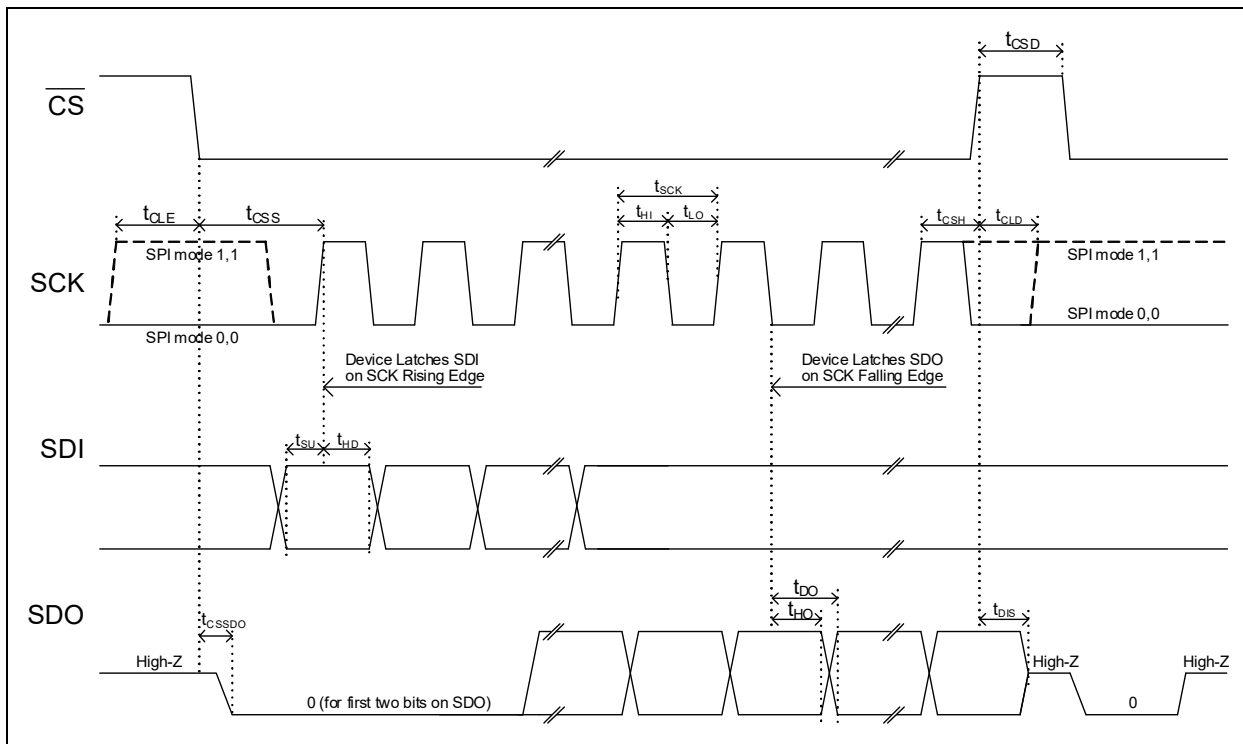 tCSD
CS
tSCK
tCLE
tCSS
tHI
tLO
tCSH
tCLD
SPI mode 1,1
SPI mode 1,1
SCK
SPI mode 0,0
SPI mode 0,0
Device Latches SDI
on SCK Rising Edge
Device Latches SDO
on SCK Falling Edge
SDI
tSU
tHD
SDO
tDO
tCSSDO
tHO
tDIS
High-Z
High-Z
High-Z
0 (for first two bits on SDO)
0